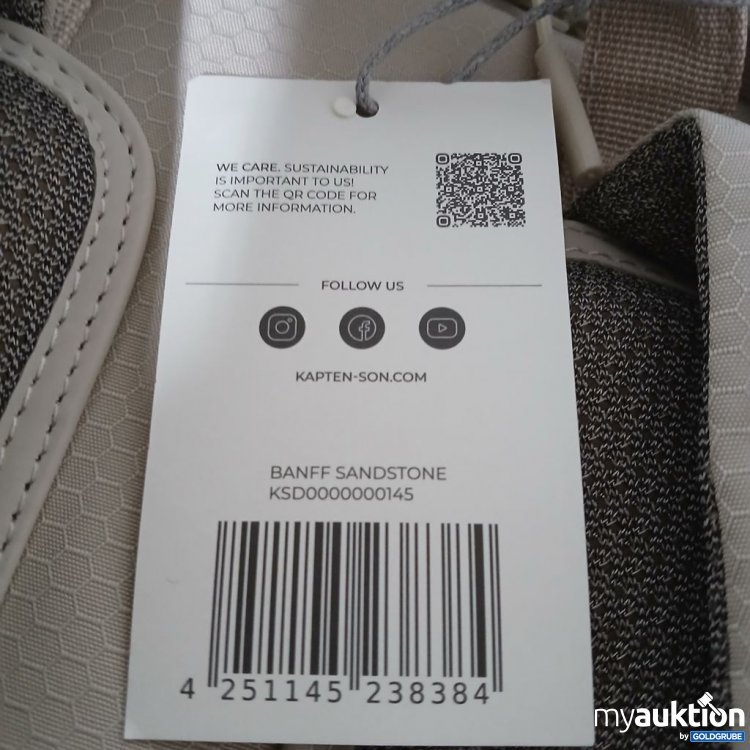 WE CARE. SUSTAINABILITY
IS IMPORTANT TO US!
SCAN THE QR CODE FOR
MORE INFORMATION.
FOLLOW US
KAPTEN-SON.COM
BANFF SANDSTONE
KSD0000000145
4 251145 238384
myauktion
by GOLDGRUBE